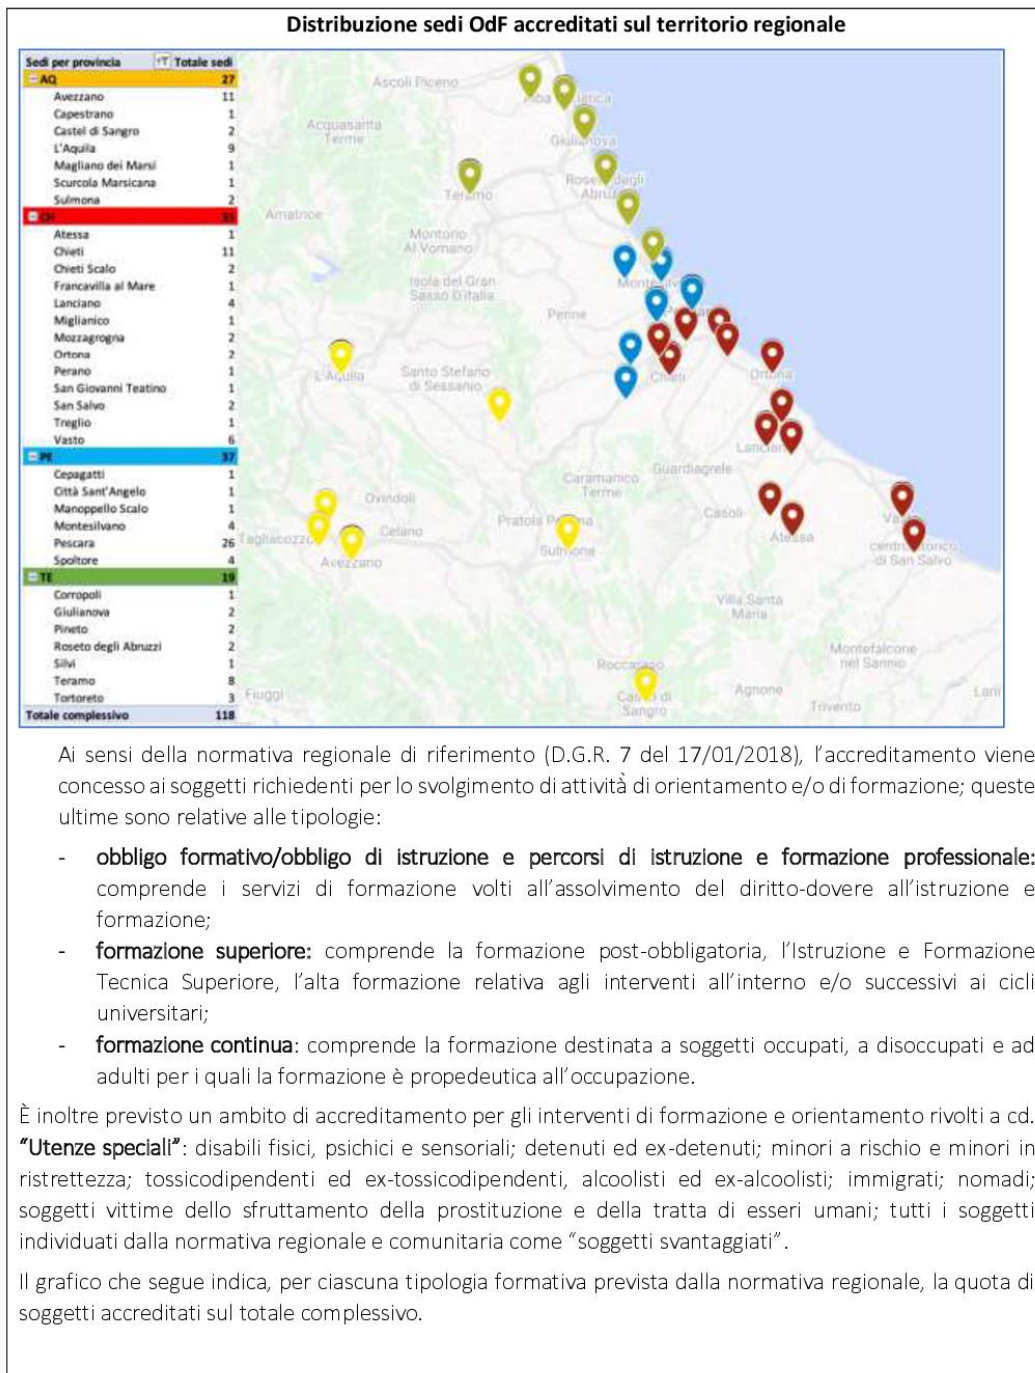 Distribuzione sedi OdF accreditati sul territorio regionale
Sedi per provincia Totale sedi
AQ 27
Avezzano 11
Capestrano 1
Castel di Sangro 2
L'Aquila 9
Magliano dei Marsi 1
Scurcola Marsicana 1
Sulmona 2
CH 35
Atessa 1
Chieti 11
Chieti Scalo 2
Francavilla al Mare 1
Lanciano 4
Miglianico 1
Mozzagrogna 2
Ortona 2
Perano 1
San Giovanni Teatino 1
San Salvo 2
Treglio 1
Vasto 6
PE 37
Cepagatti 1
Città Sant'Angelo 1
Manoppello Scalo 1
Montesilvano 4
Pescara 26
Spoltore 4
TE 19
Corropoli 1
Giulianova 2
Pineto 2
Roseto degli Abruzzi 2
Silvi 1
Teramo 8
Tortoreto 3
Totale complessivo 118
Ascoli Piceno
Acquasanta
Terme
Giulianova
Teramo
Amatrice
Montorio
Al Vomano
Isola del Gran
Sasso D'italia
Penne
L'Aquila
Santo Stefano
di Sessanio
Chieti
Ortona
Lanciano
Guardiagrele
Caramanico
Terme
Ovindoli
Casoli
Pratola
Tagliacozzo
Celano
Avezzano
Sulmona
Atessa
di San Salvo
Villa Santa
Maria
Montefalcone
nel Sannio
Roccaraso
Sangro
Agnone
Trivento
Fiuggi
Larir
Ai sensi della normativa regionale di riferimento (D.G.R. 7 del 17/01/2018), l'accreditamento viene
concesso ai soggetti richiedenti per lo svolgimento di attività di orientamento e/o di formazione; queste
ultime sono relative alle tipologie:
- obbligo formativo/obbligo di istruzione e percorsi di istruzione e formazione professionale:
comprende i servizi di formazione volti all'assolvimento del diritto-dovere all'istruzione e
formazione;
- formazione superiore: comprende la formazione post-obbligatoria, l'Istruzione e Formazione
Tecnica Superiore, l'alta formazione relativa agli interventi all'interno e/o successivi ai cicli
universitari;
- formazione continua: comprende la formazione destinata a soggetti occupati, a disoccupati e ad
adulti per i quali la formazione è propedeutica all'occupazione.
È inoltre previsto un ambito di accreditamento per gli interventi di formazione e orientamento rivolti a cd.
"Utenze speciali": disabili fisici, psichici e sensoriali; detenuti ed ex-detenuti; minori a rischio e minori in
ristrettezza; tossicodipendenti ed ex-tossicodipendenti, alcoolisti ed ex-alcoolisti; immigrati; nomadi;
soggetti vittime dello sfruttamento della prostituzione e della tratta di esseri umani; tutti i soggetti
individuati dalla normativa regionale e comunitaria come "soggetti svantaggiati".
Il grafico che segue indica, per ciascuna tipologia formativa prevista dalla normativa regionale, la quota di
soggetti accreditati sul totale complessivo.